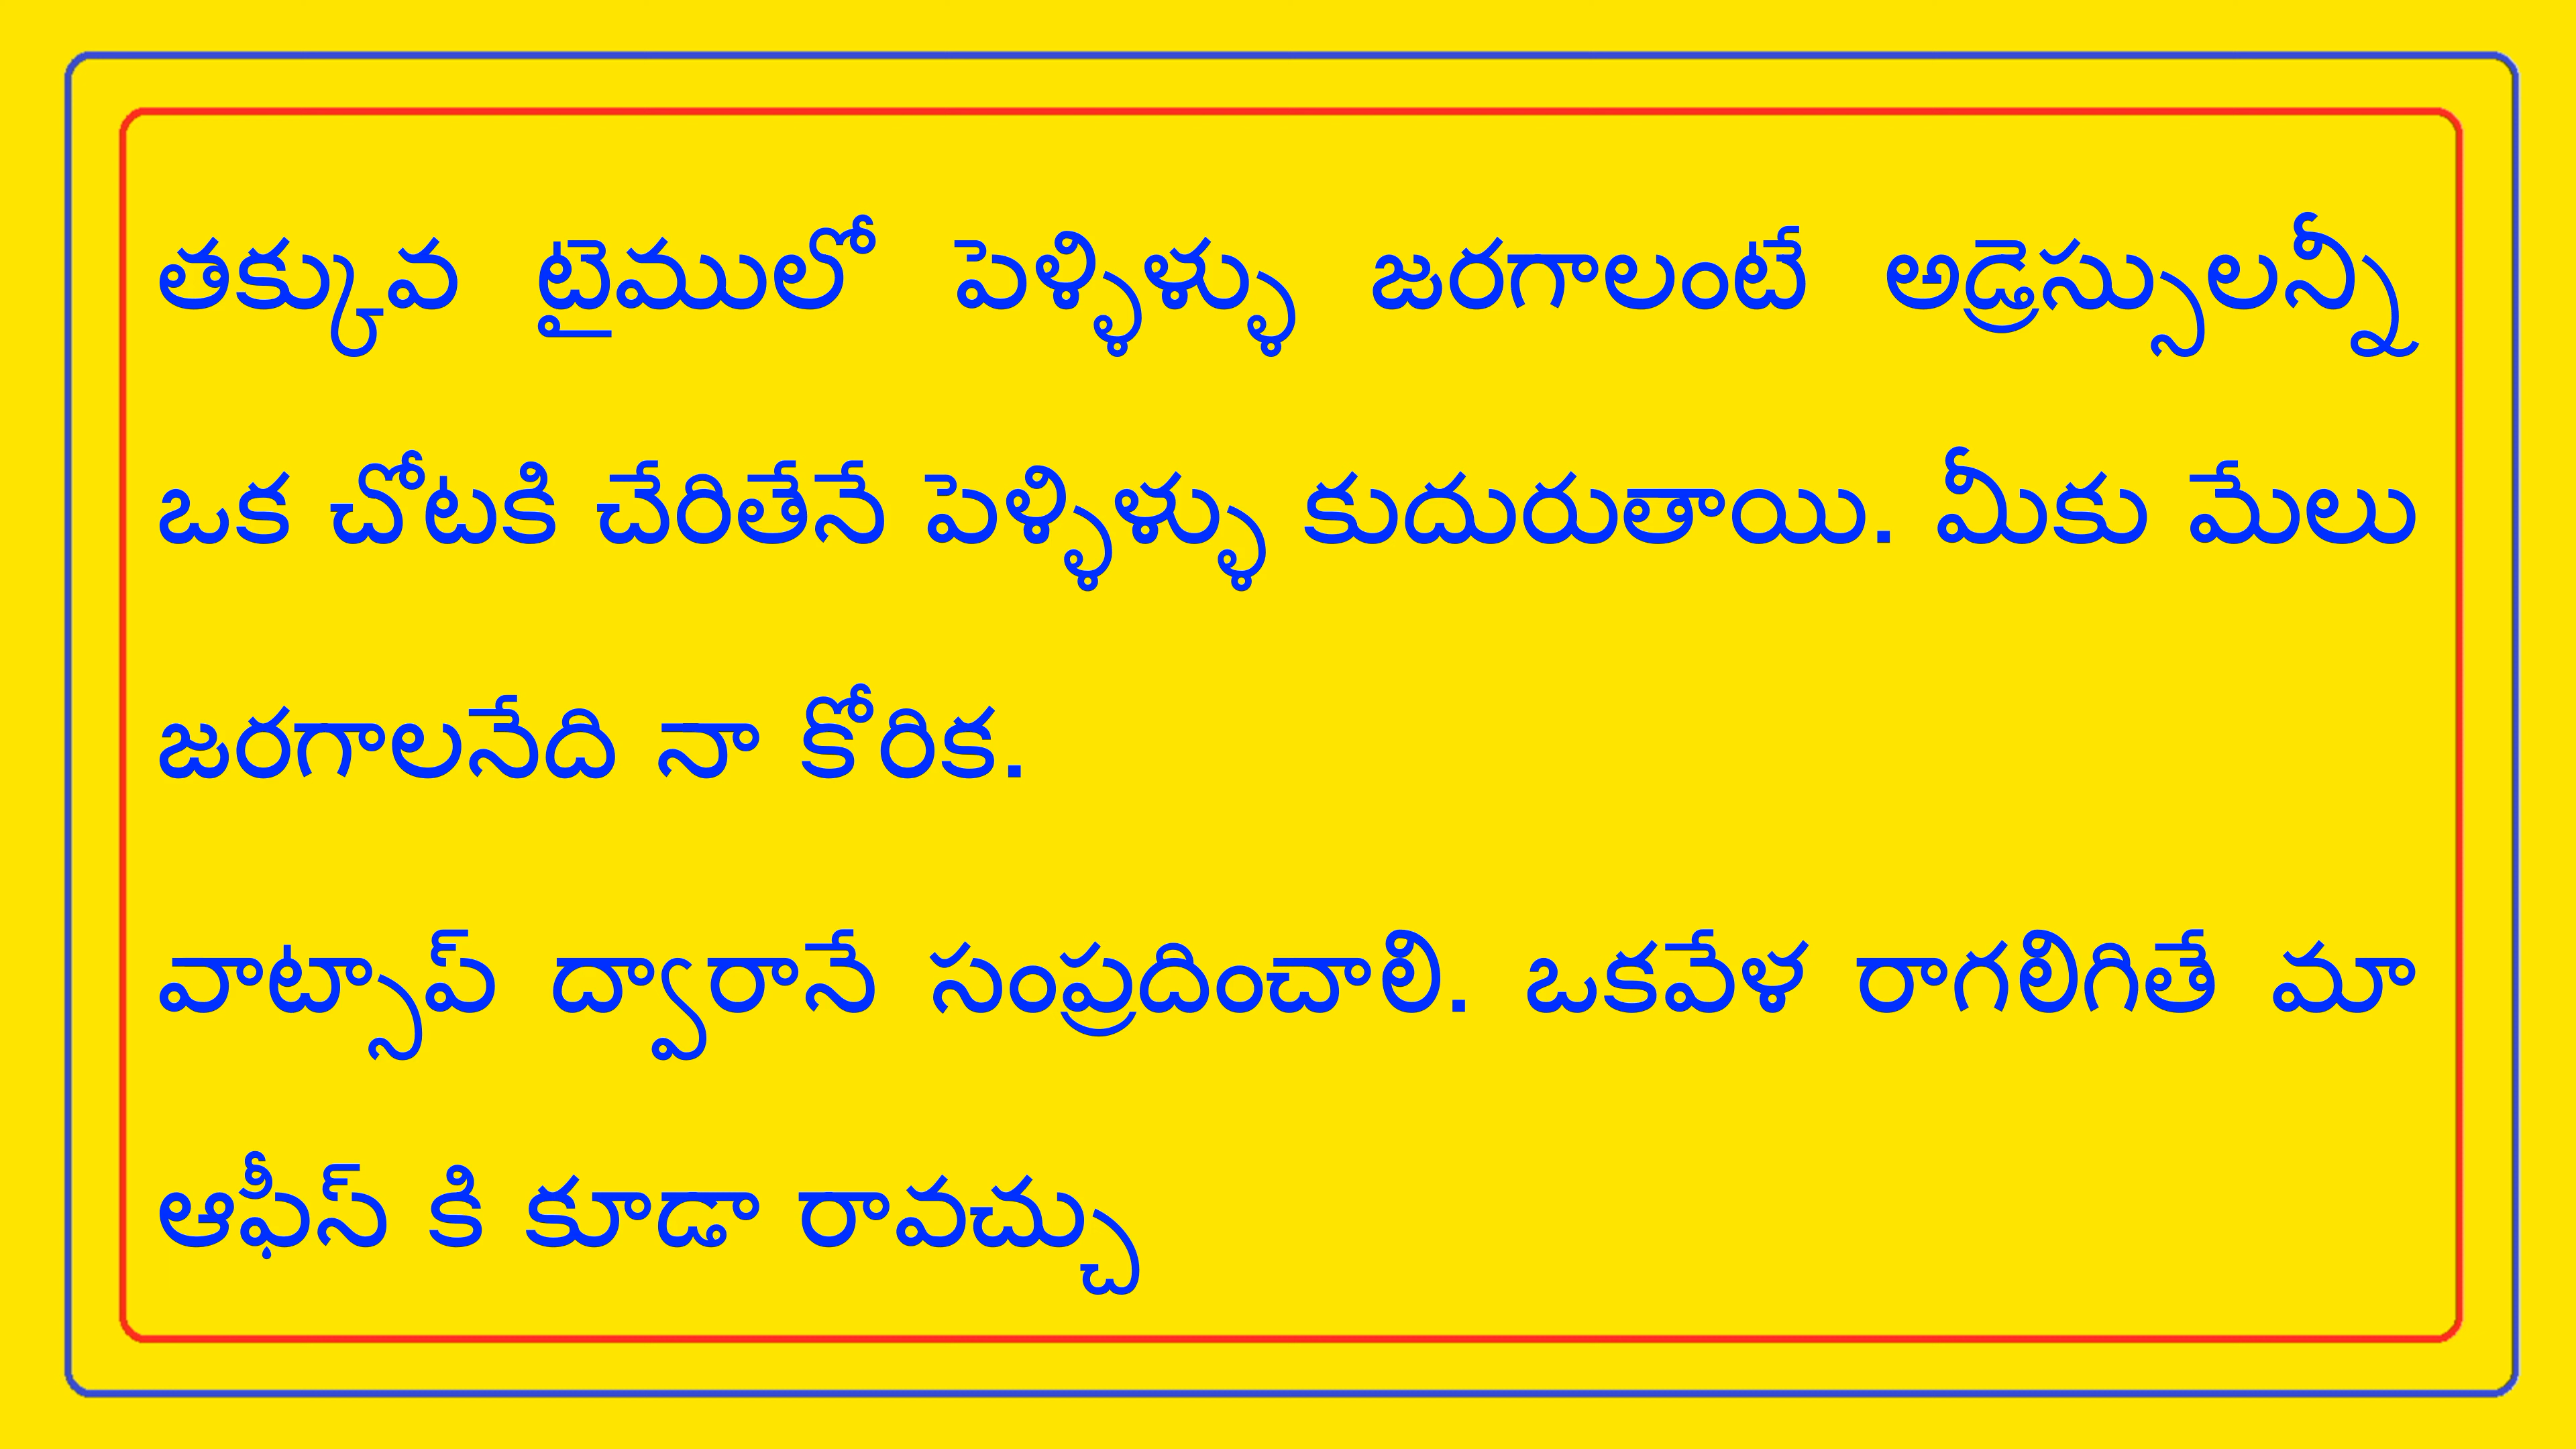 తక్కువ టైములో పెళ్ళిళ్ళు జరగాలంటే అడ్రెస్సులన్నీ
ఒక చోటకి చేరితేనే పెళ్ళిళ్ళు కుదురుతాయి. మీకు మేలు
జరగాలనేది నా కోరిక.
వాట్సాప్ ద్వారానే సంప్రదించాలి. ఒకవేళ రాగలిగితే మా
ఆఫీస్ కి కూడా రావచ్చు